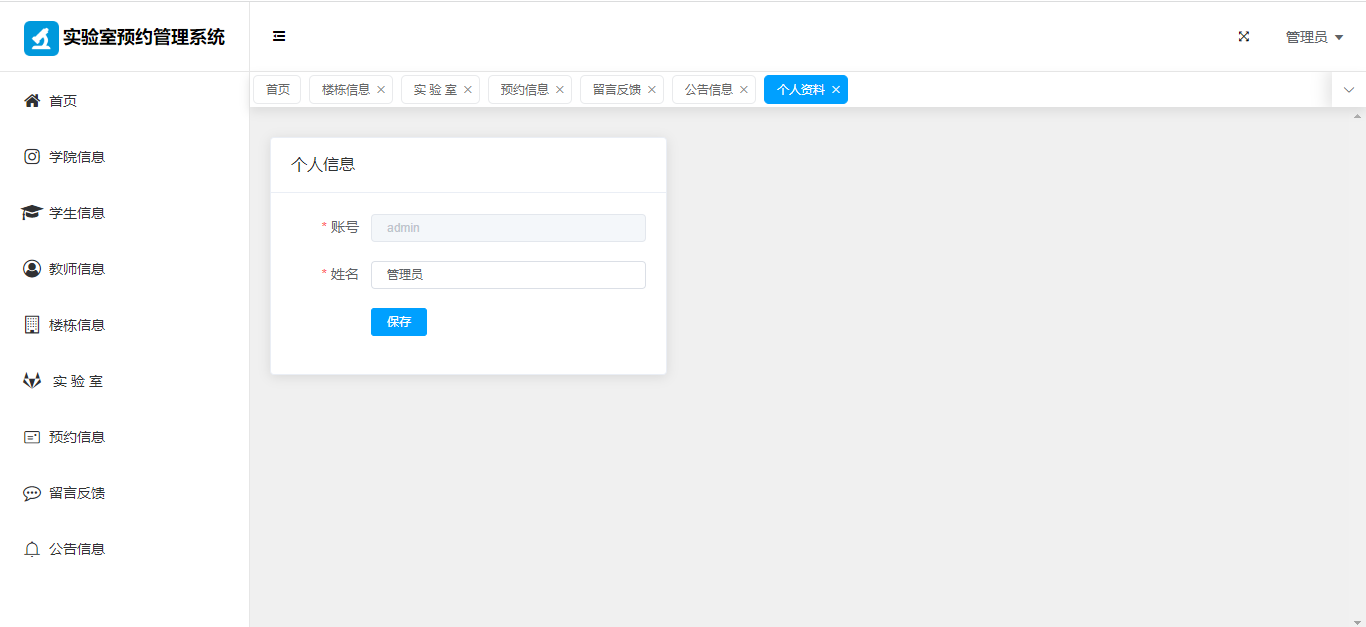 实验室预约管理系统
管理员
首页 楼栋信息 实 验 室 预约信息 留言反馈 公告信息 个人资料
首页
学院信息
学生信息
教师信息
楼栋信息
实 验 室
预约信息
留言反馈
公告信息
个人信息
* 账号 admin
* 姓名 管理员
保存